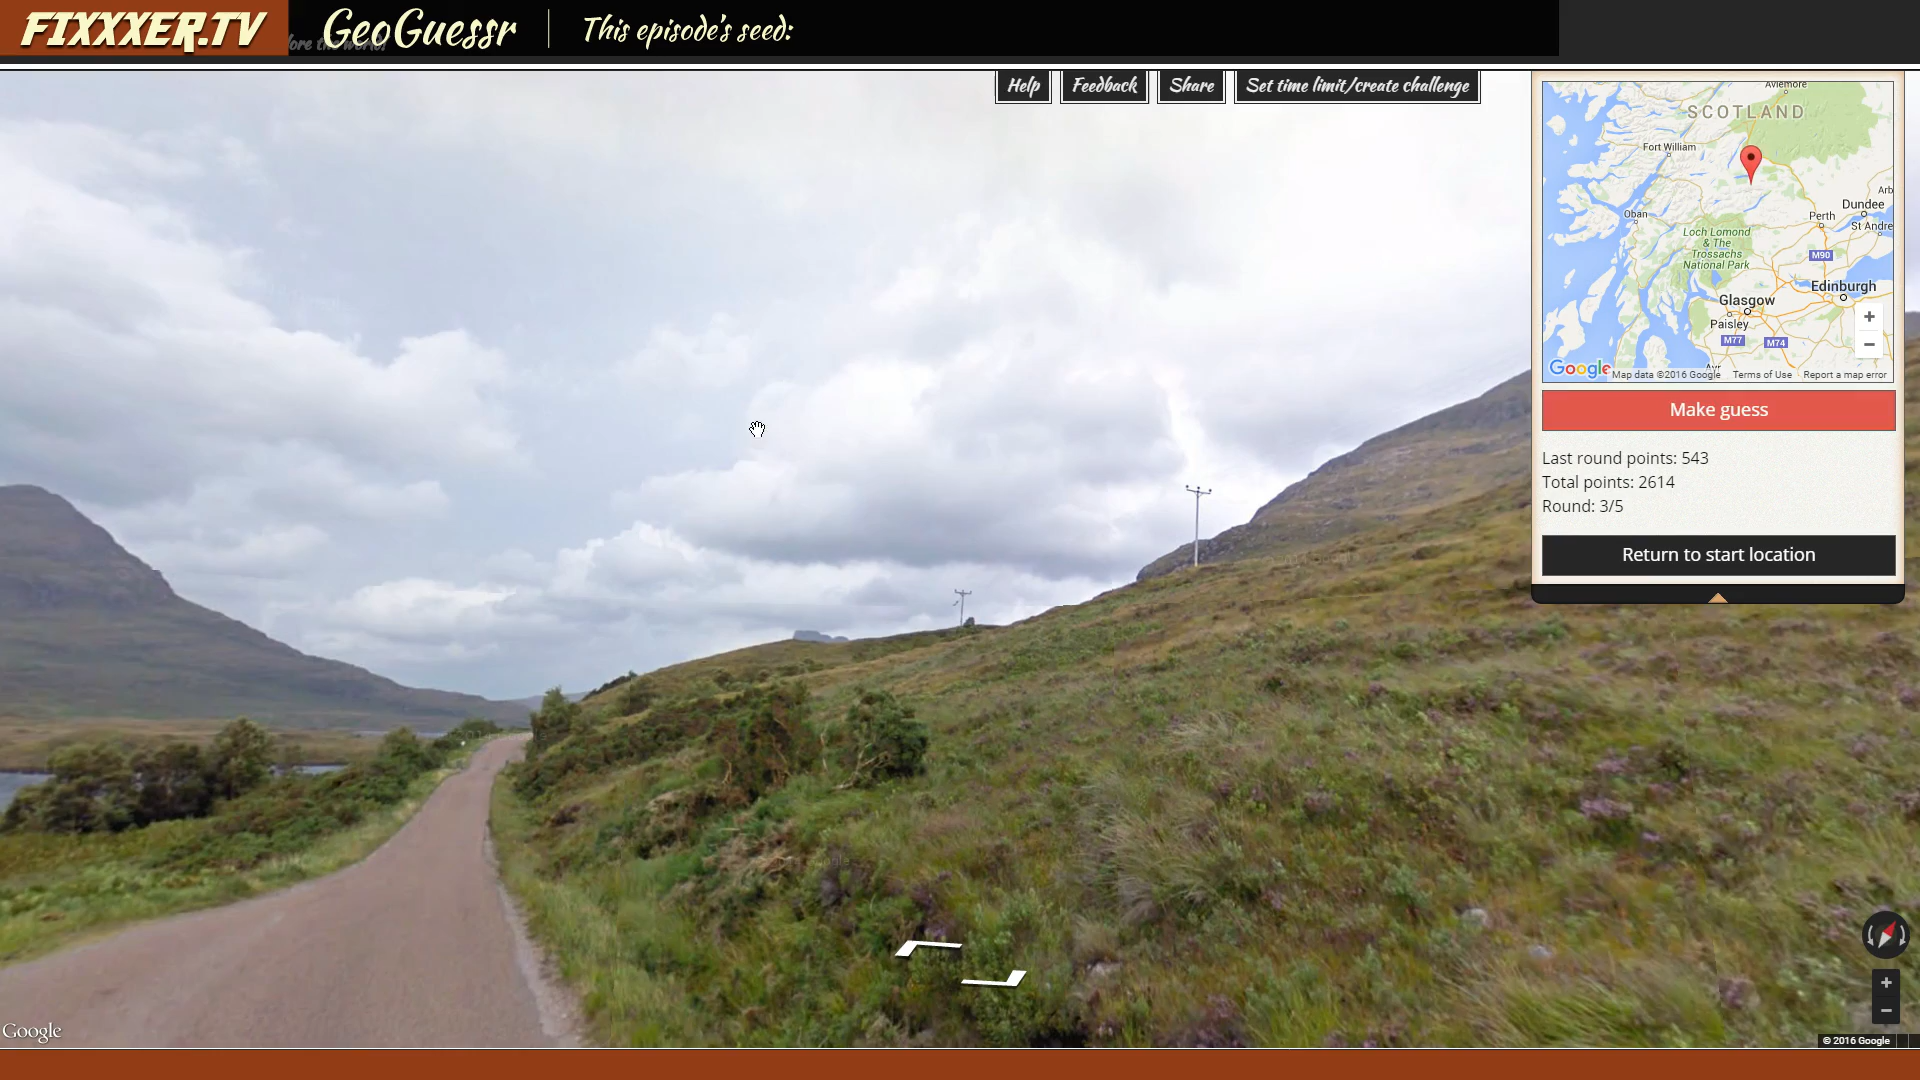 FIXXXER.TV
GeoGuessr
This episode's seed:
Help
Feedback
Share
Set time limit/create challenge
Aviemore
SCOTLAND
Fort William
Arb
Dundee
Oban
Perth
St Andre
Loch Lomond
& The
Trossachs
National Park
M90
Edinburgh
Glasgow
Paisley
M77
M74
Ayr
Google
Map data ©2016 Google
Terms of Use
Report a map error
Make guess
Last round points: 543
Total points: 2614
Round: 3/5
Return to start location
Google
© 2016 Google